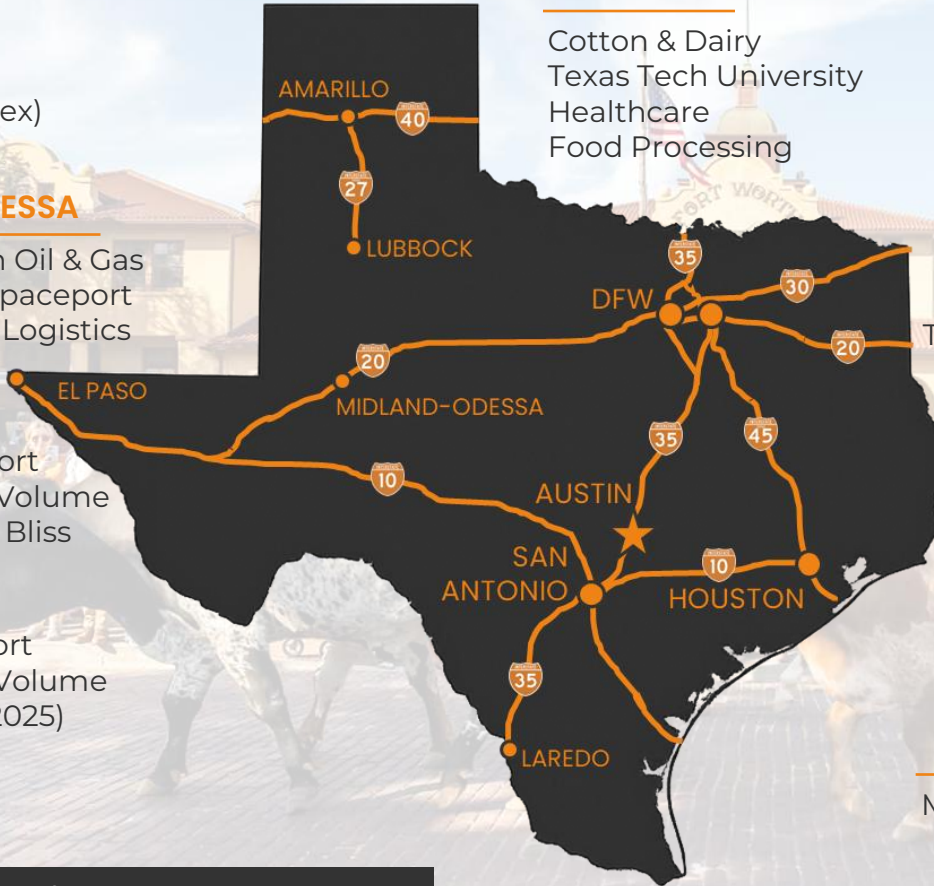 Cotton & Dairy
Texas Tech University
Healthcare
Food Processing
ex)
ESSA
Oil & Gas
paceport
Logistics
ort
Volume
Bliss
ort
Volume
2025)
AMARILLO
40
27
LUBBOCK
FORT WORTH
35
DFW
30
20
20
EL PASO
MIDLAND-ODESSA
35
45
10
AUSTIN
SAN
ANTONIO
10
HOUSTON
35
LAREDO
T
M